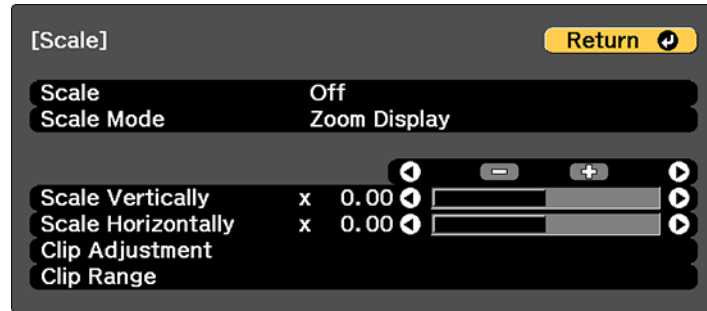 [Scale]
Return
Scale Off
Scale Mode Zoom Display
Scale Vertically x 0.00
Scale Horizontally x 0.00
Clip Adjustment
Clip Range